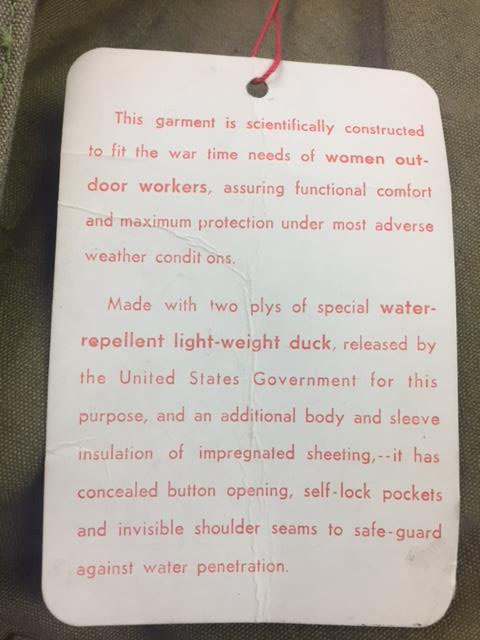 This garment is scientifically constructed
to fit the war time needs of women out-
door workers, assuring functional comfort
and maximum protection under most adverse
weather condit ons.
Made with two plys of special water-
repellent light-weight duck, released by
the United States Government for this
purpose, and an additional body and sleeve
insulation of impregnated sheeting,--it has
concealed button opening, self-lock pockets
and invisible shoulder seams to safe-guard
against water penetration.